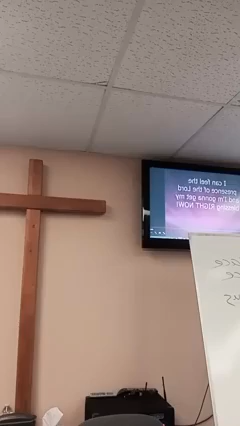 I can feel the
presence of the Lord
and I'm gonna get my
blessing RIGHT NOW!